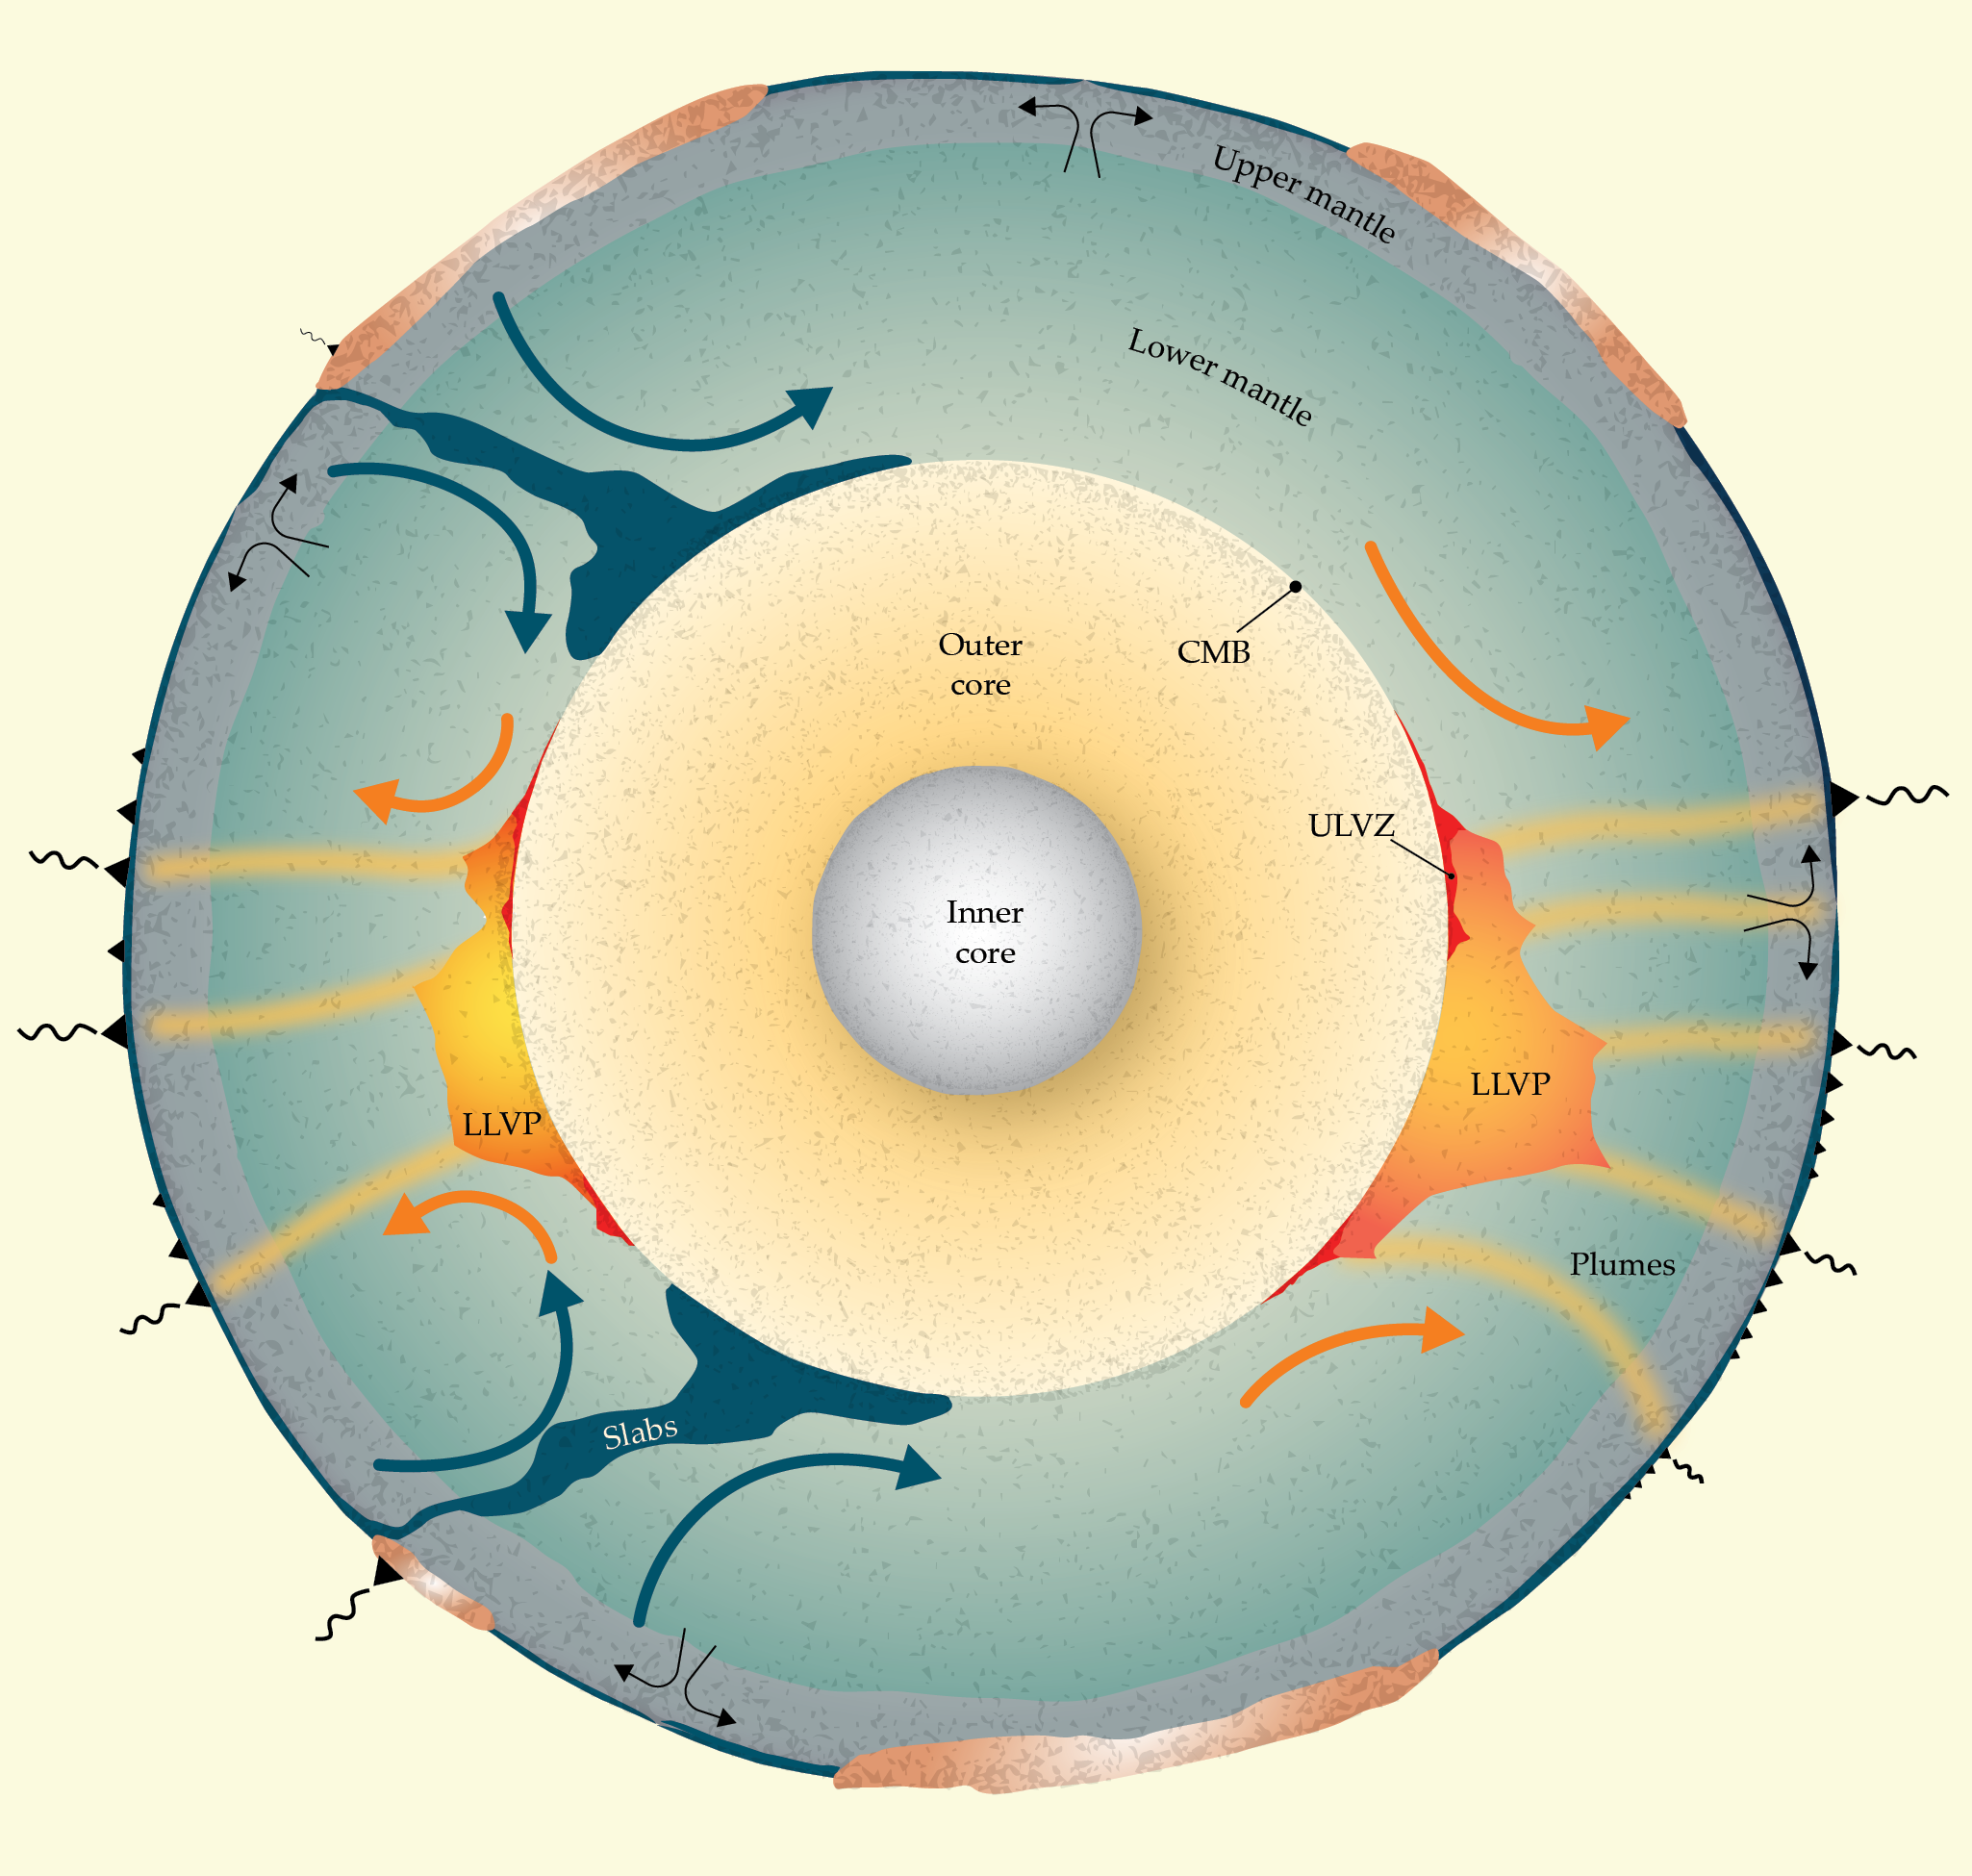 Upper mantle
Lower mantle
Outer
core
CMB
ULVZ
Inner
core
LLVP
LLVP
Plumes
Slabs